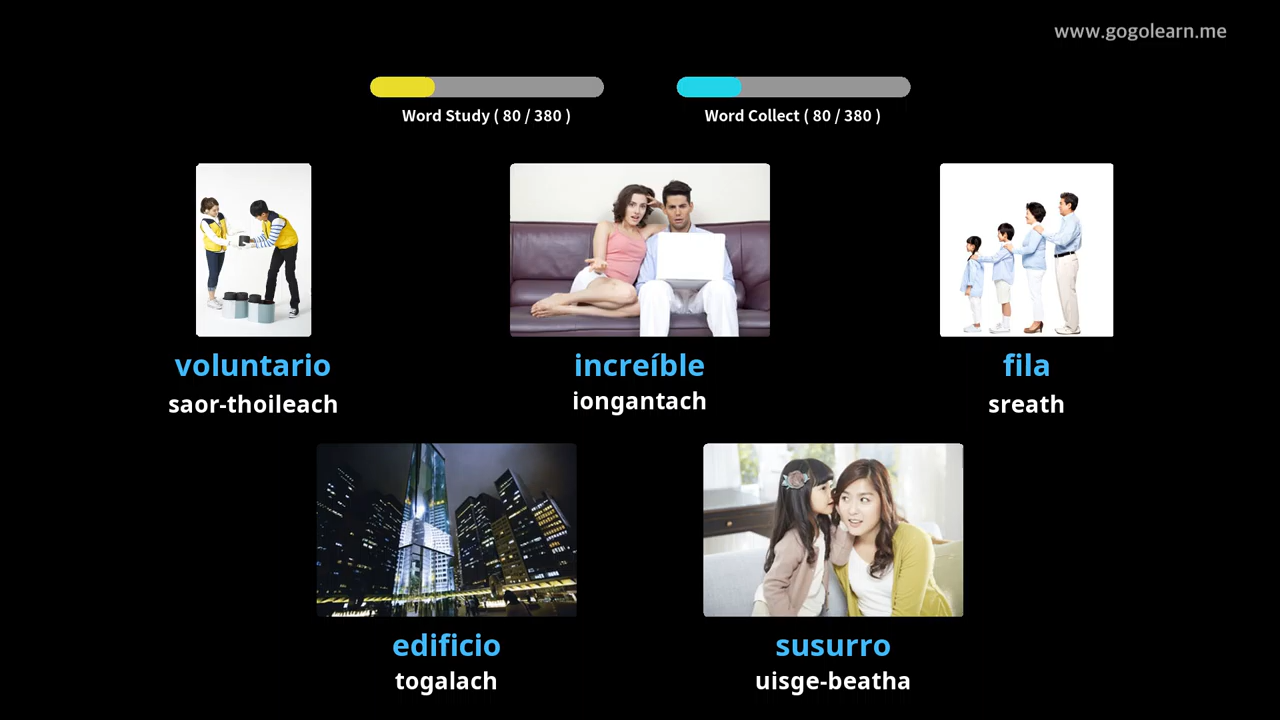 www.gogolearn.me
Word Study ( 80 / 380 )
Word Collect ( 80 / 380 )
voluntario
saor-thoileach
increíble
iongantach
fila
sreath
edificio
togalach
susurro
uisge-beatha